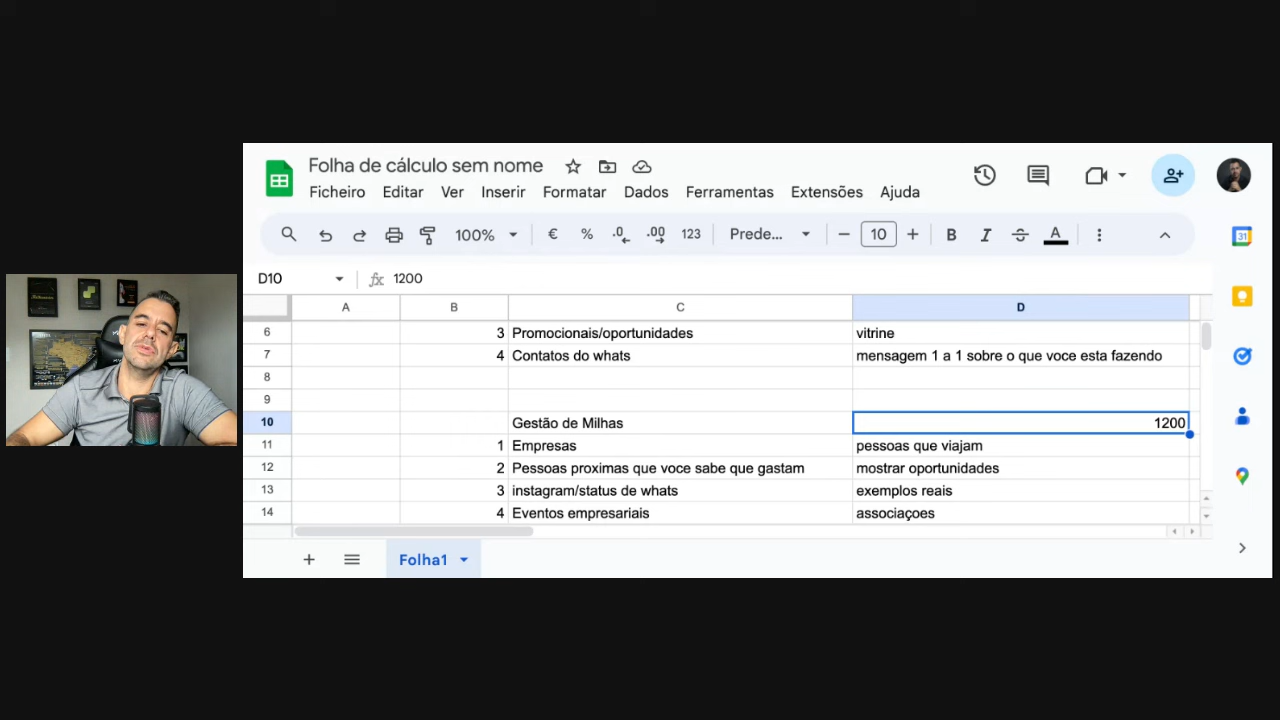 Folha de cálculo sem nome
Ficheiro Editar Ver Inserir Formatar Dados Ferramentas Extensões Ajuda
100% € % .0 .00 123 Prede... 10 B I S A
D10 fx 1200
A B C D
6 3 Promocionais/oportunidades vitrine
7 4 Contatos do whats mensagem 1 a 1 sobre o que voce esta fazendo
8
9
10 Gestão de Milhas 1200
11 1 Empresas pessoas que viajam
12 2 Pessoas proximas que voce sabe que gastam mostrar oportunidades
13 3 instagram/status de whats exemplos reais
14 4 Eventos empresariais associaçoes
Folha1
31